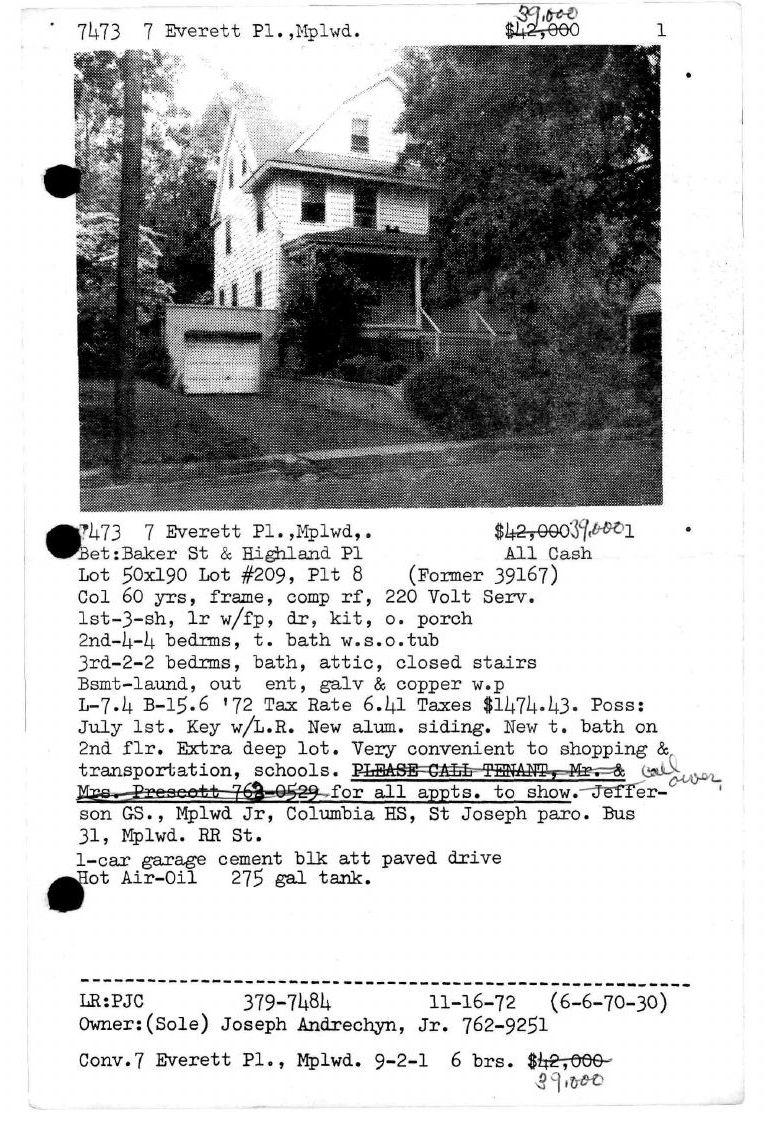 39,000
7473 7 Everett Pl.,Mplwd. $42,000 1
7473 7 Everett Pl.,Mplwd,. $42,000 39,000 1
Bet:Baker St & Highland Pl All Cash
Lot 50x190 Lot #209, Plt 8 (Former 39167)
Col 60 yrs, frame, comp rf, 220 Volt Serv.
1st-3-sh, lr w/fp, dr, kit, o. porch
2nd-4-4 bedrms, t. bath w.s.o.tub
3rd-2-2 bedrms, bath, attic, closed stairs
Bsmt-laund, out ent, galv & copper w.p
L-7.4 B-15.6 '72 Tax Rate 6.41 Taxes $1474.43. Poss:
July 1st. Key w/L.R. New alum. siding. New t. bath on
2nd flr. Extra deep lot. Very convenient to shopping &
transportation, schools. PLEASE CALL TENANT, Mr. & call owner,
Mrs. Prescott 763-0529 for all appts. to show. Jeffer-
son GS., Mplwd Jr, Columbia HS, St Joseph paro. Bus
31, Mplwd. RR St.
1-car garage cement blk att paved drive
Hot Air-Oil 275 gal tank.
LR:PJC 379-7484 11-16-72 (6-6-70-30)
Owner:(Sole) Joseph Andrechyn, Jr. 762-9251
Conv.7 Everett Pl., Mplwd. 9-2-1 6 brs. $42,000
39,000